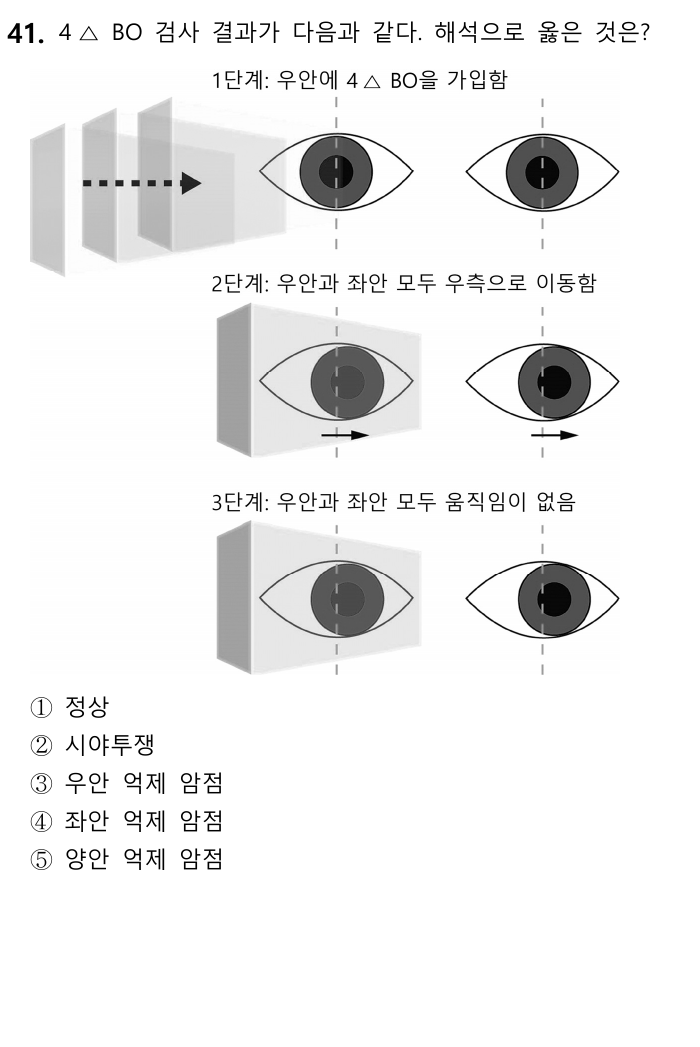 41. 4 △ BO 검사 결과가 다음과 같다. 해석으로 옳은 것은?
1단계: 우안에 4 △ BO을 가입함
2단계: 우안과 좌안 모두 우측으로 이동함
3단계: 우안과 좌안 모두 움직임이 없음
① 정상
② 시야투쟁
③ 우안 억제 암점
④ 좌안 억제 암점
⑤ 양안 억제 암점